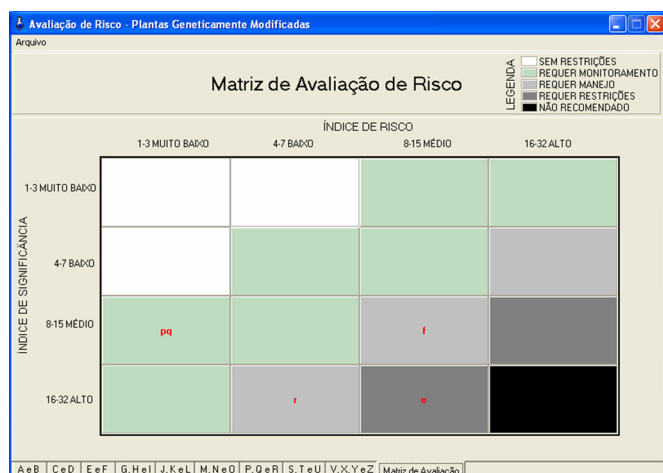 Avaliação de Risco - Plantas Geneticamente Modificadas
Arquivo
Matriz de Avaliação de Risco
LEGENDA
SEM RESTRIÇÕES
REQUER MONITORAMENTO
REQUER MANEJO
REQUER RESTRIÇÕES
NÃO RECOMENDADO
ÍNDICE DE RISCO
1-3 MUITO BAIXO 4-7 BAIXO 8-15 MÉDIO 16-32 ALTO
ÍNDICE DE SIGNIFICÂNCIA
1-3 MUITO BAIXO
4-7 BAIXO
8-15 MÉDIO pq f
16-32 ALTO r e
A e B C e D E e F G, H e I J, K e L M, N e O P, Q e R S, T e U V, X, Y e Z Matriz de Avaliação